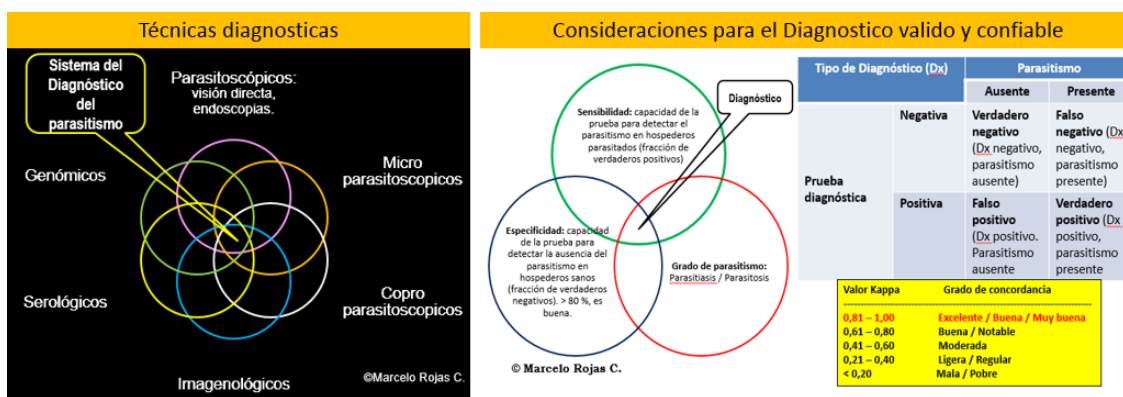 Técnicas diagnosticas
Sistema del
Diagnóstico
del
parasitismo
Parasitoscópicos:
visión directa,
endoscopias.
Genómicos
Micro
parasitoscopicos
Serológicos
Copro
parasitoscopicos
Imagenológicos
©Marcelo Rojas C.
Consideraciones para el Diagnostico valido y confiable
Sensibilidad: capacidad de la
prueba para detectar el
parasitismo en hospederos
parasitados (fracción de
verdaderos positivos)
Diagnóstico
Especificidad: capacidad
de la prueba para
detectar la ausencia del
parasitismo en
hospederos sanos
(fracción de verdaderos
negativos). > 80 %, es
buena.
Grado de parasitismo:
Parasitiasis / Parasitosis
© Marcelo Rojas C.
Tipo de Diagnóstico (Dx)
Parasitismo
Ausente
Presente
Prueba
diagnóstica
Negativa
Verdadero
negativo
(Dx negativo,
parasitismo
ausente)
Falso
negativo (Dx
negativo,
parasitismo
presente)
Positiva
Falso
positivo
(Dx positivo.
Parasitismo
ausente
Verdadero
positivo (Dx
positivo,
parasitismo
presente
Valor Kappa Grado de concordancia
0,81 – 1,00 Excelente / Buena / Muy buena
0,61 – 0,80 Buena / Notable
0,41 – 0,60 Moderada
0,21 – 0,40 Ligera / Regular
< 0,20 Mala / Pobre